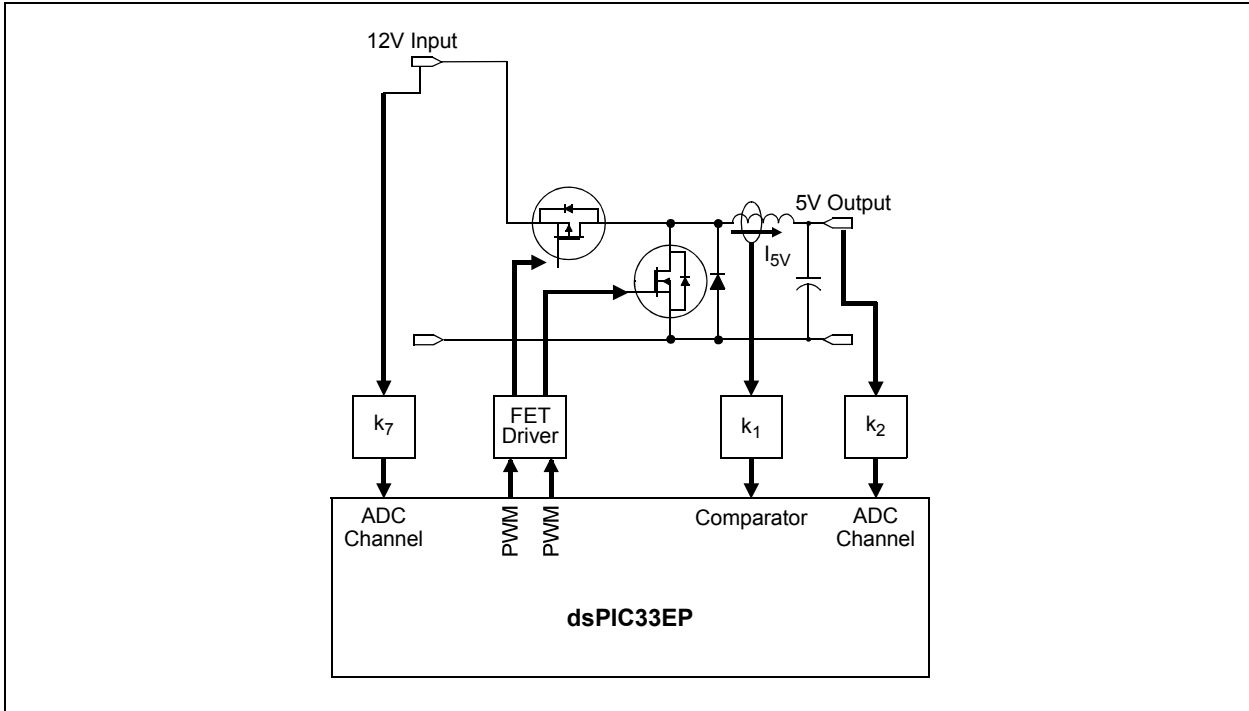 12V Input
5V Output
I5V
k7
FET
Driver
k1
k2
ADC
Channel
PWM
PWM
Comparator
ADC
Channel
dsPIC33EP